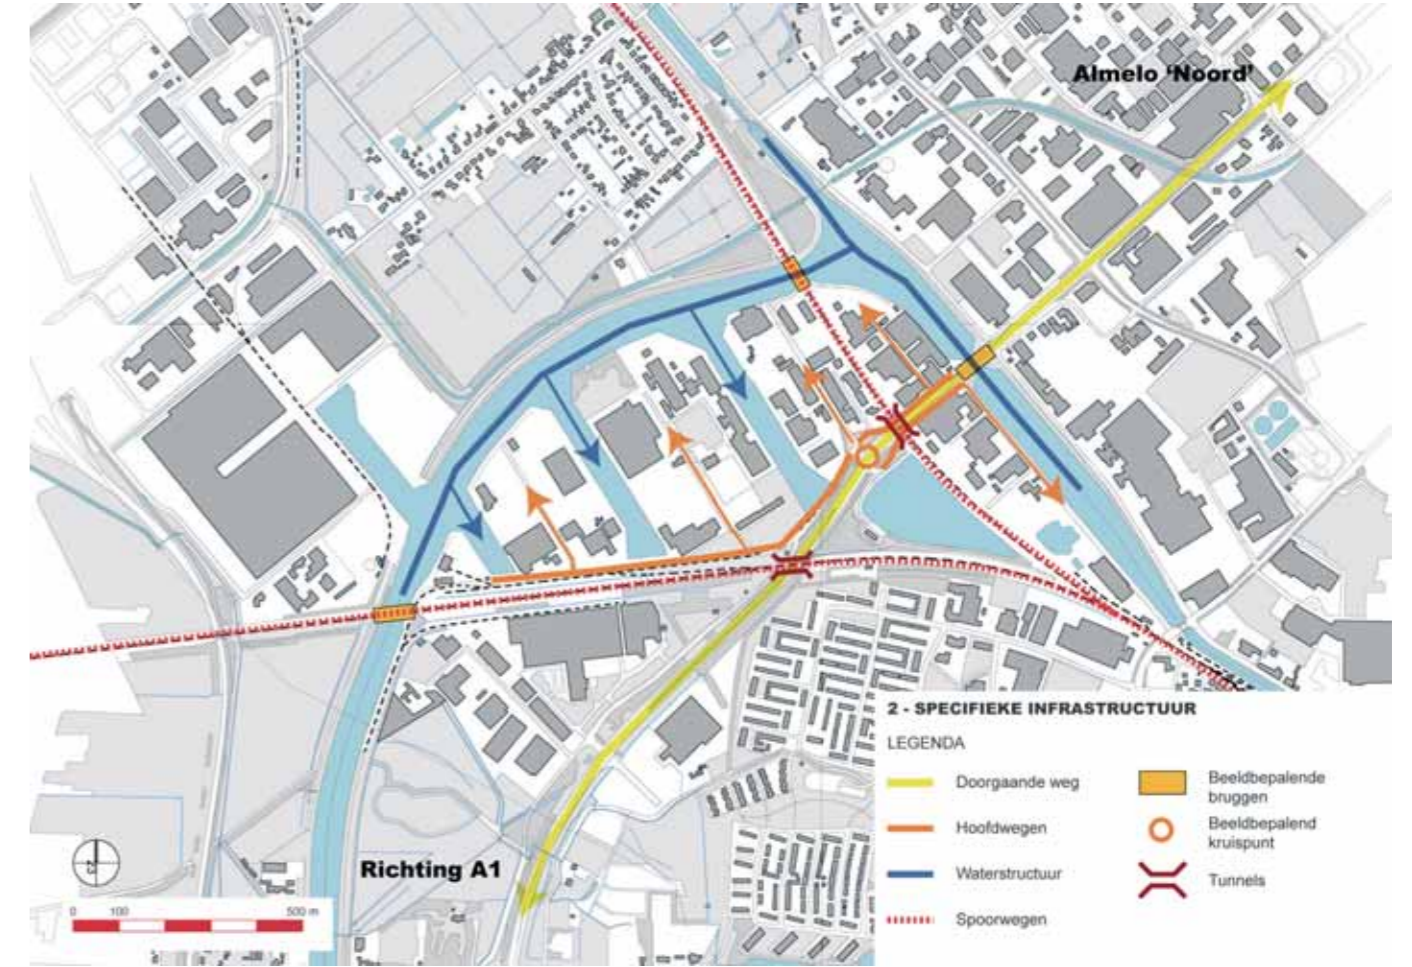 Almelo 'Noord'
2 - SPECIFIEKE INFRASTRUCTUUR
LEGENDA
Doorgaande weg
Hoofdwegen
Waterstructuur
Spoorwegen
Beeldbepalende
bruggen
Beeldbepalend
kruispunt
Tunnels
Richting A1
0 100 500 m